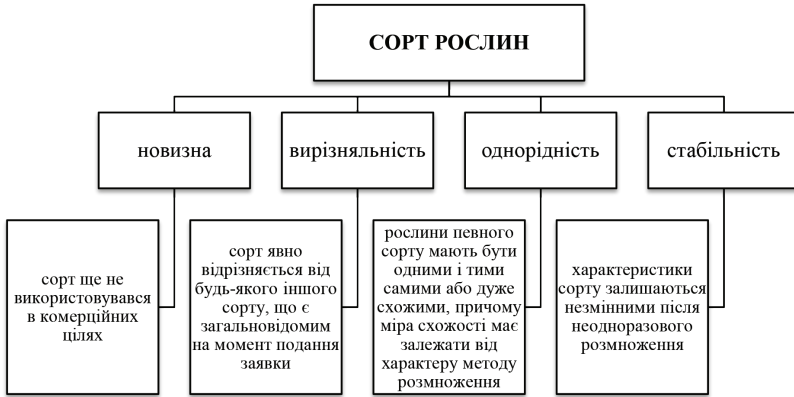 СОРТ РОСЛИН
новизна
вирізняльність
однорідність
стабільність
сорт ще не
використовувався
в комерційних
цілях
сорт явно
відрізняється від
будь-якого іншого
сорту, що є
загальновідомим
на момент подання
заявки
рослини певного
сорту мають бути
одними і тими
самими або дуже
схожими, причому
міра схожості має
залежати від
характеру методу
розмноження
характеристики
сорту залишаються
незмінними після
неодноразового
розмноження